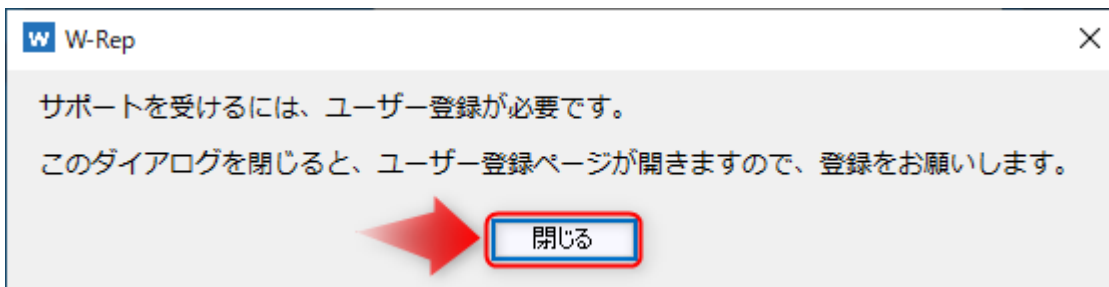 W W-Rep
サポートを受けるには、ユーザー登録が必要です。
このダイアログを閉じると、ユーザー登録ページが開きますので、登録をお願いします。
閉じる